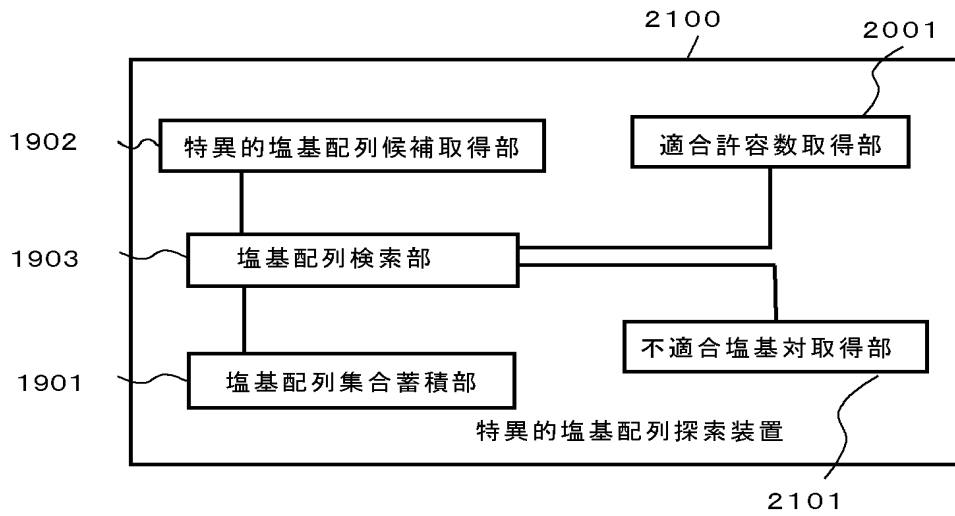 2100
2001
1902
特異的塩基配列候補取得部
適合許容数取得部
1903
塩基配列検索部
不適合塩基対取得部
1901
塩基配列集合蓄積部
特異的塩基配列探索装置
2101